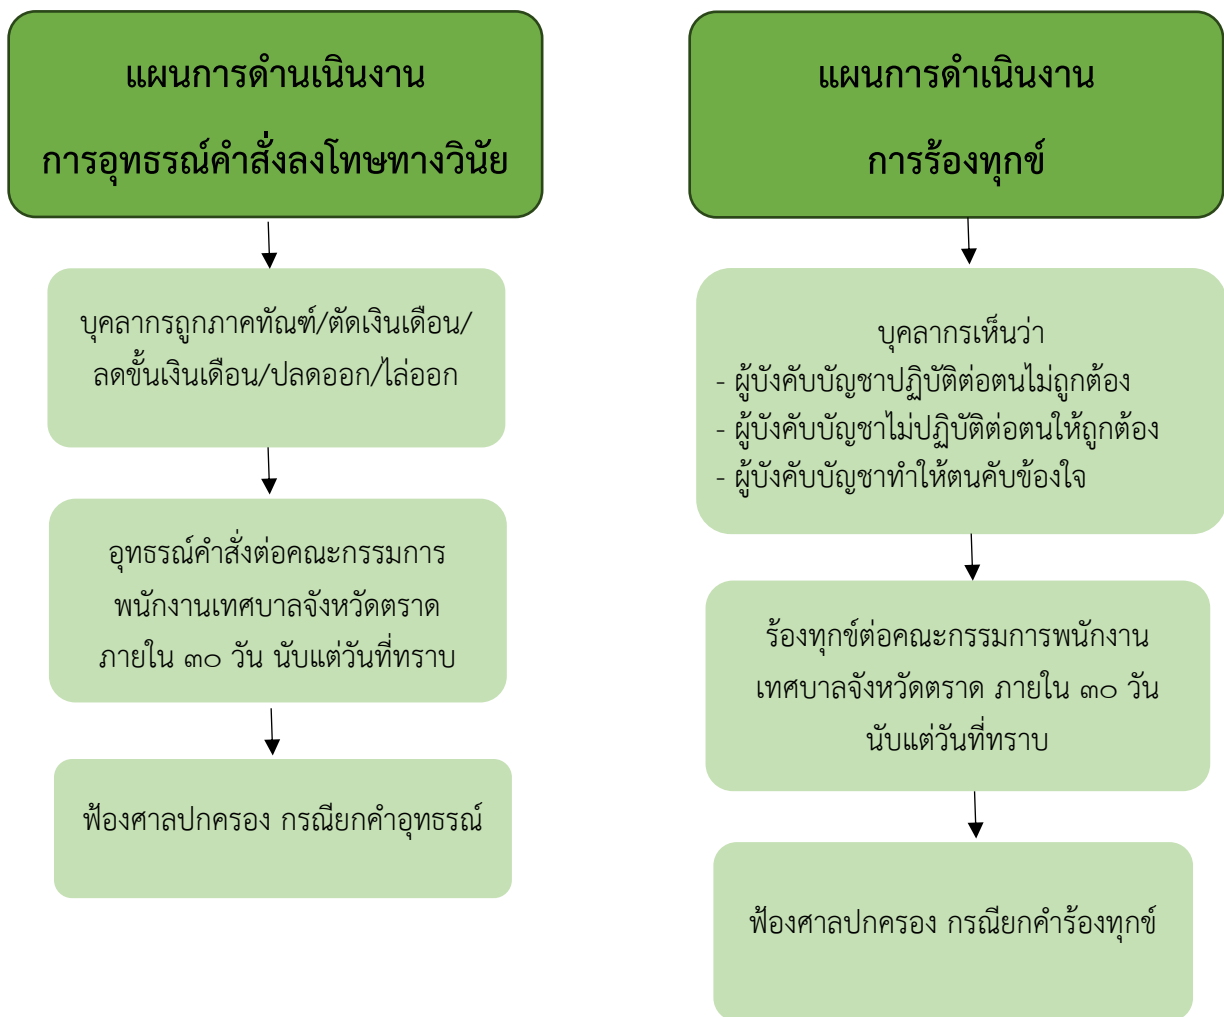 แผนการดำนเนินงาน
การอุทธรณ์คำสั่งลงโทษทางวินัย
บุคลากรถูกภาคทัณฑ์/ตัดเงินเดือน/
ลดขั้นเงินเดือน/ปลดออก/ไล่ออก
อุทธรณ์คำสั่งต่อคณะกรรมการ
พนักงานเทศบาลจังหวัดตราด
ภายใน ๓๐ วัน นับแต่วันที่ทราบ
ฟ้องศาลปกครอง กรณียกคำอุทธรณ์
แผนการดำเนินงาน
การร้องทุกข์
บุคลากรเห็นว่า
- ผู้บังคับบัญชาปฏิบัติต่อตนไม่ถูกต้อง
- ผู้บังคับบัญชาไม่ปฏิบัติต่อตนให้ถูกต้อง
- ผู้บังคับบัญชาทำให้ตนคับข้องใจ
ร้องทุกข์ต่อคณะกรรมการพนักงาน
เทศบาลจังหวัดตราด ภายใน ๓๐ วัน
นับแต่วันที่ทราบ
ฟ้องศาลปกครอง กรณียกคำร้องทุกข์